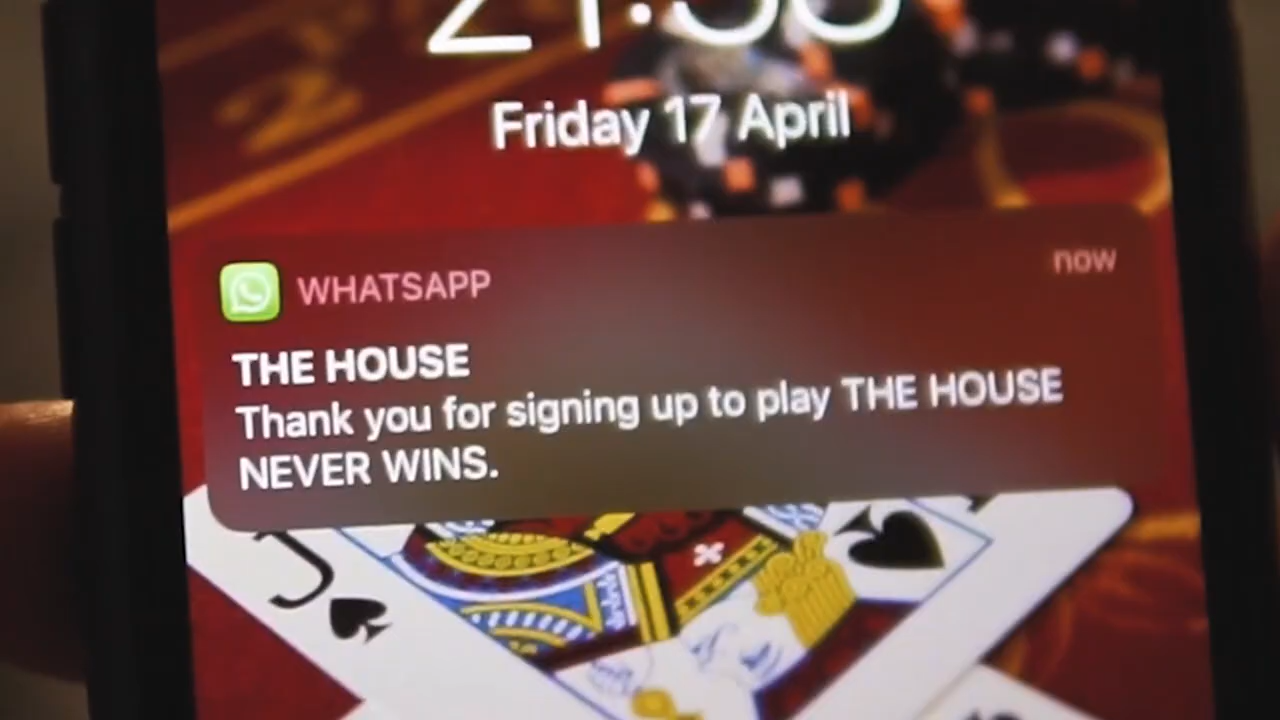 Friday 17 April
WHATSAPP
now
THE HOUSE
Thank you for signing up to play THE HOUSE
NEVER WINS.
J